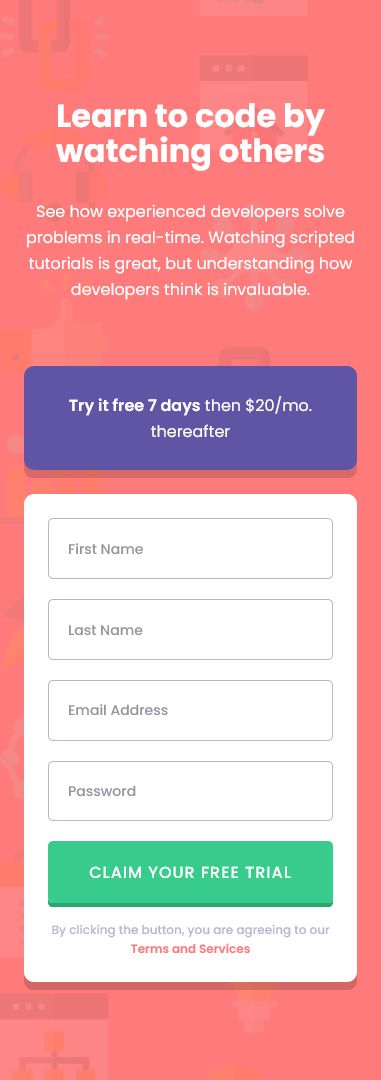 Learn to code by
watching others
See how experienced developers solve
problems in real-time. Watching scripted
tutorials is great, but understanding how
developers think is invaluable.
Try it free 7 days then $20/mo.
thereafter
First Name
Last Name
Email Address
Password
CLAIM YOUR FREE TRIAL
By clicking the button, you are agreeing to our
Terms and Services